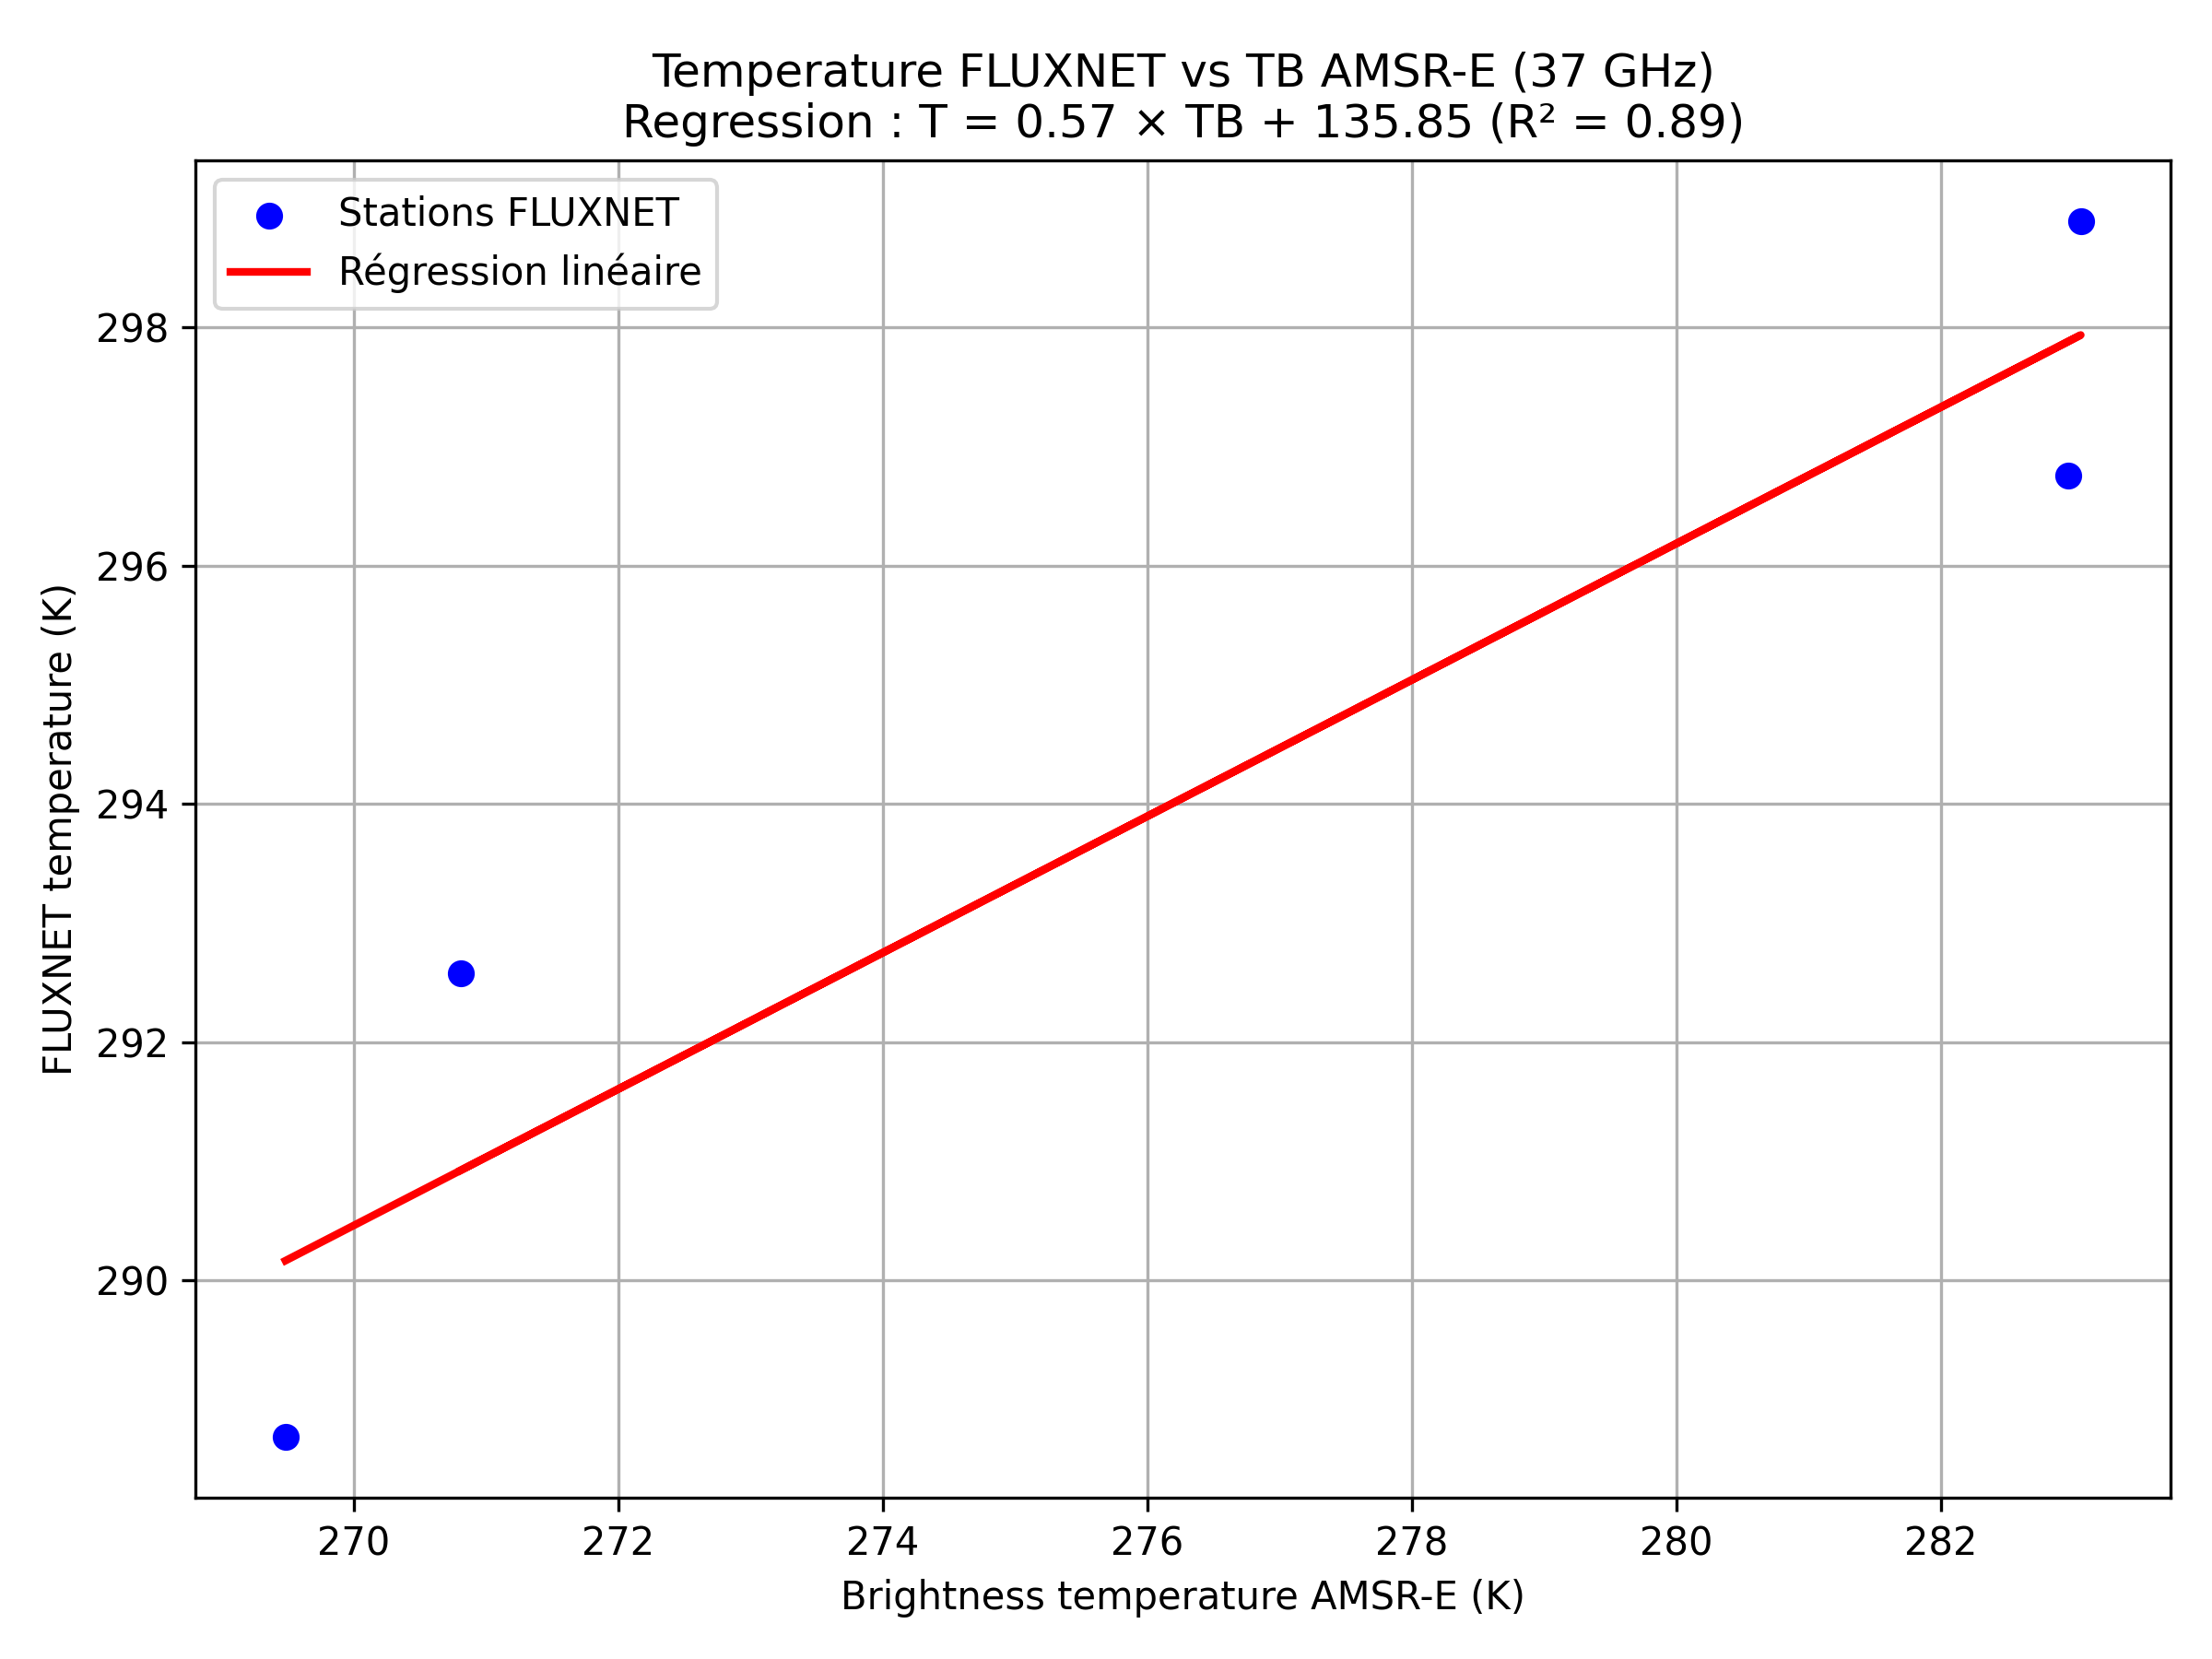 Temperature FLUXNET vs TB AMSR-E (37 GHz)
Regression : T = 0.57 × TB + 135.85 (R² = 0.89)
Stations FLUXNET
Régression linéaire
298
296
294
292
290
FLUXNET temperature (K)
270 272 274 276 278 280 282
Brightness temperature AMSR-E (K)